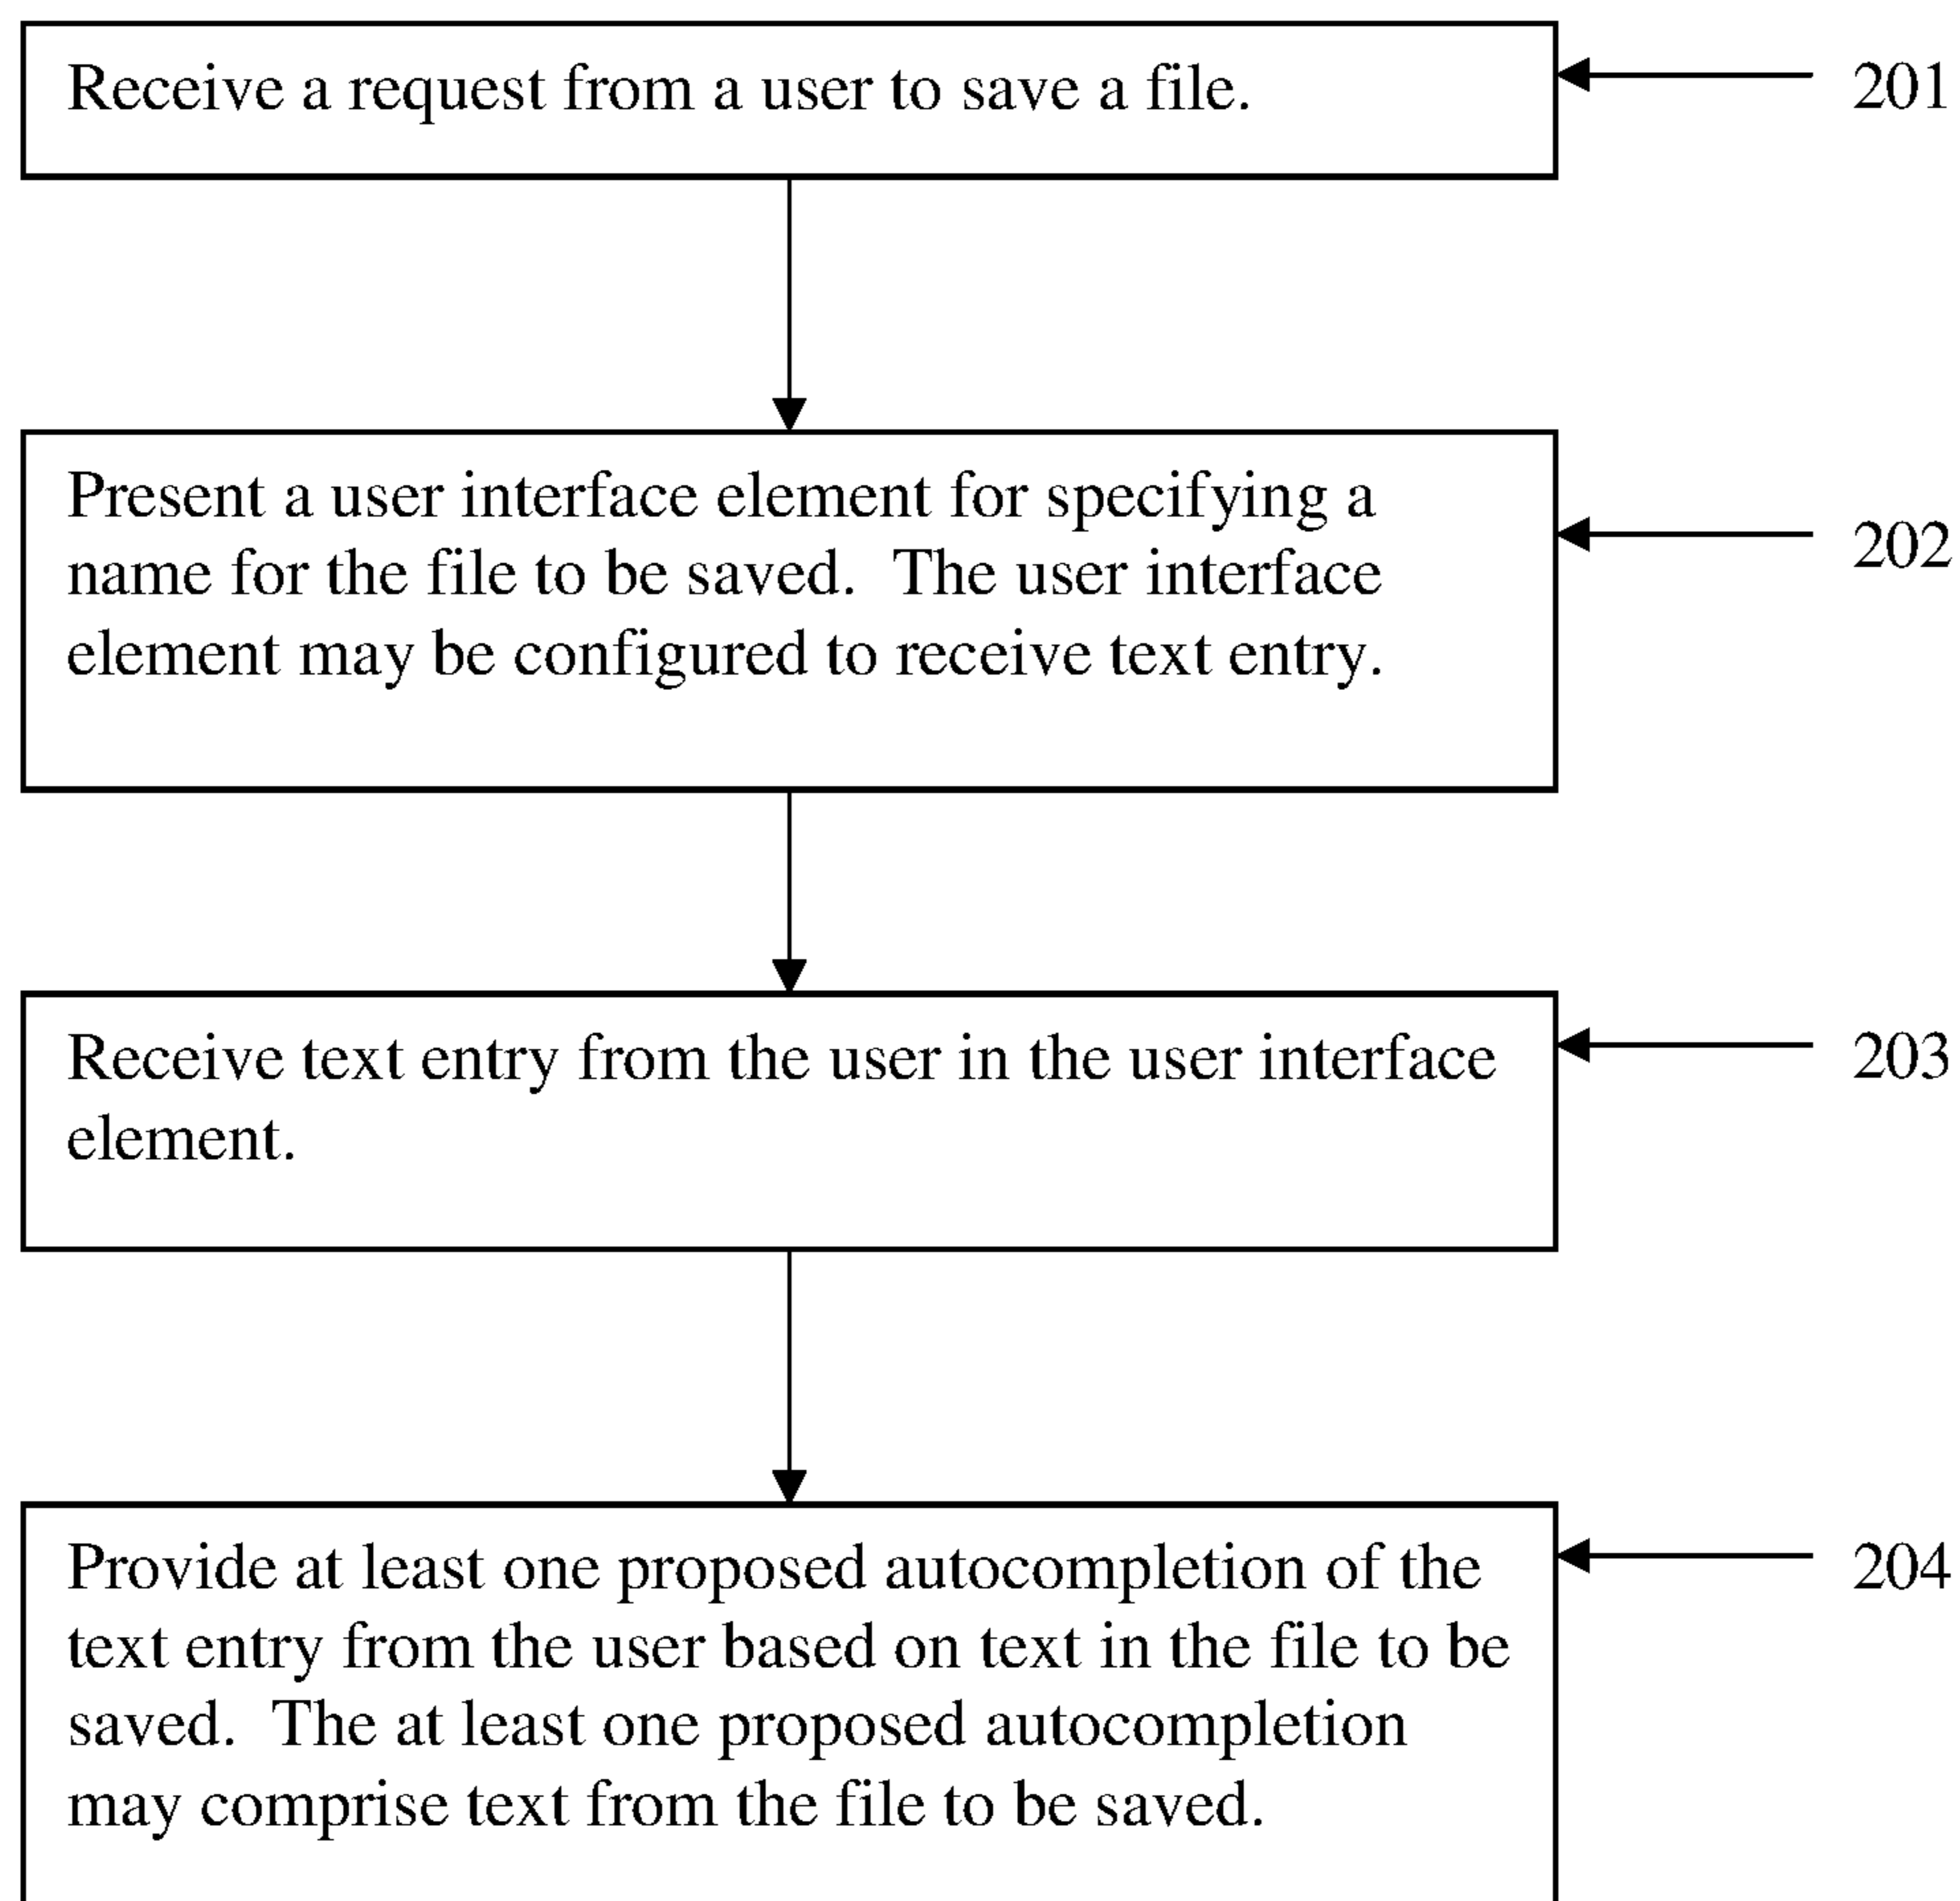 Receive a request from a user to save a file.
201
Present a user interface element for specifying a
name for the file to be saved.  The user interface
element may be configured to receive text entry.
202
Receive text entry from the user in the user interface
element.
203
Provide at least one proposed autocompletion of the
text entry from the user based on text in the file to be
saved.  The at least one proposed autocompletion
may comprise text from the file to be saved.
204